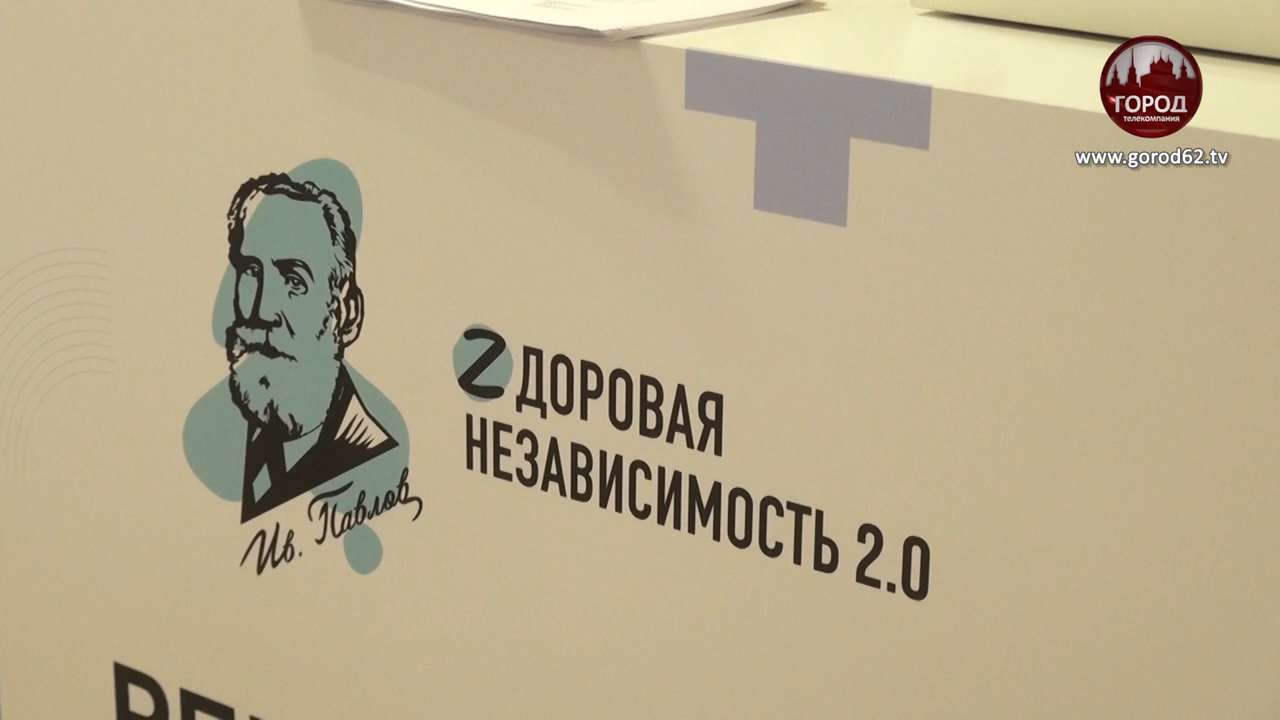 ГОРОД
телекомпания
www.gorod62.tv
ZДОРОВАЯ
НЕЗАВИСИМОСТЬ 2.0
Ив. Павлов